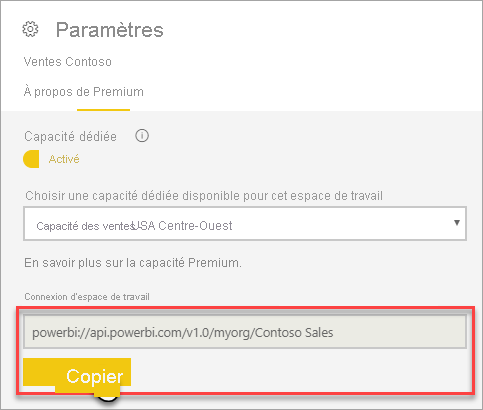 Paramètres
Ventes Contoso
À propos de Premium
Capacité dédiée
Activé
Choisir une capacité dédiée disponible pour cet espace de travail
Capacité des ventes USA Centre-Ouest
En savoir plus sur la capacité Premium.
Connexion d'espace de travail
powerbi://api.powerbi.com/v1.0/myorg/Contoso Sales
Copier